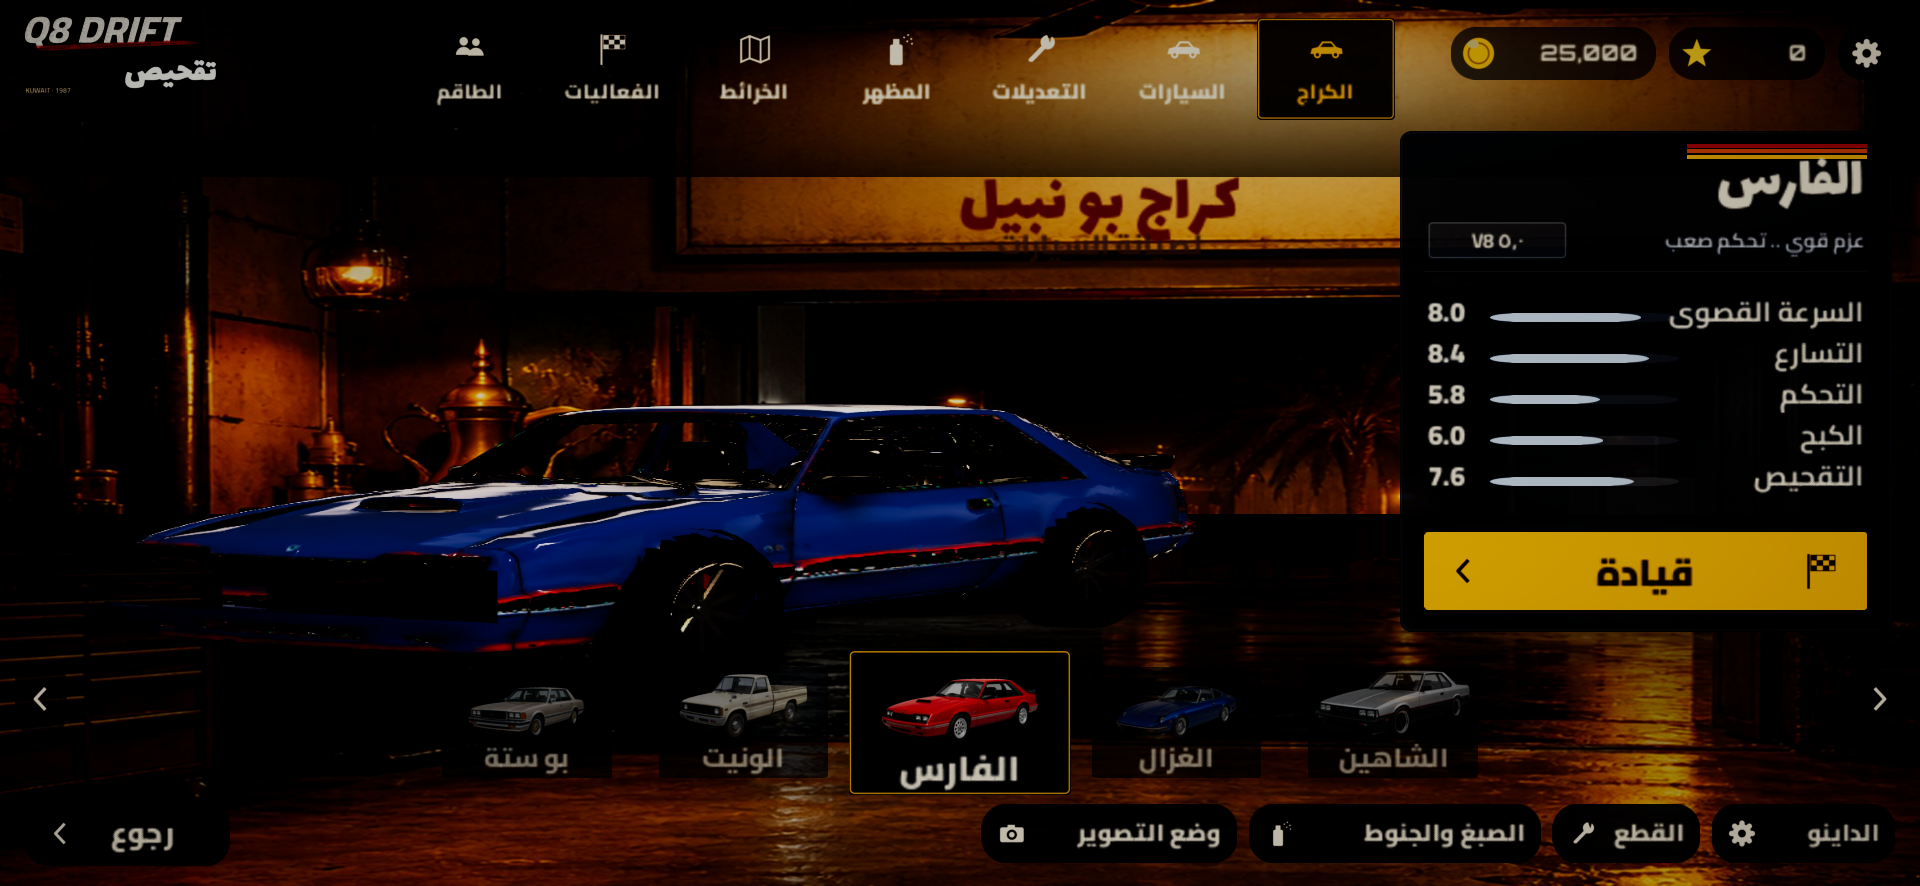 Q8 DRIFT
تفحيص
KUWAIT · 1987
الكراج
السيارات
التعديلات
المظهر
الخرائط
الفعاليات
الطاقم
25,000
0
كراج بو نبيل
الفارس
عزم قوي .. تحكم صعب
V8 0,٠
السرعة القصوى 8.0
التسارع 8.4
التحكم 5.8
الكبح 6.0
التقحيص 7.6
قيادة
بو ستة
الونيت
الفارس
الغزال
الشاهين
رجوع
وضع التصوير
الصبغ والجنوط
القطع
الداينو